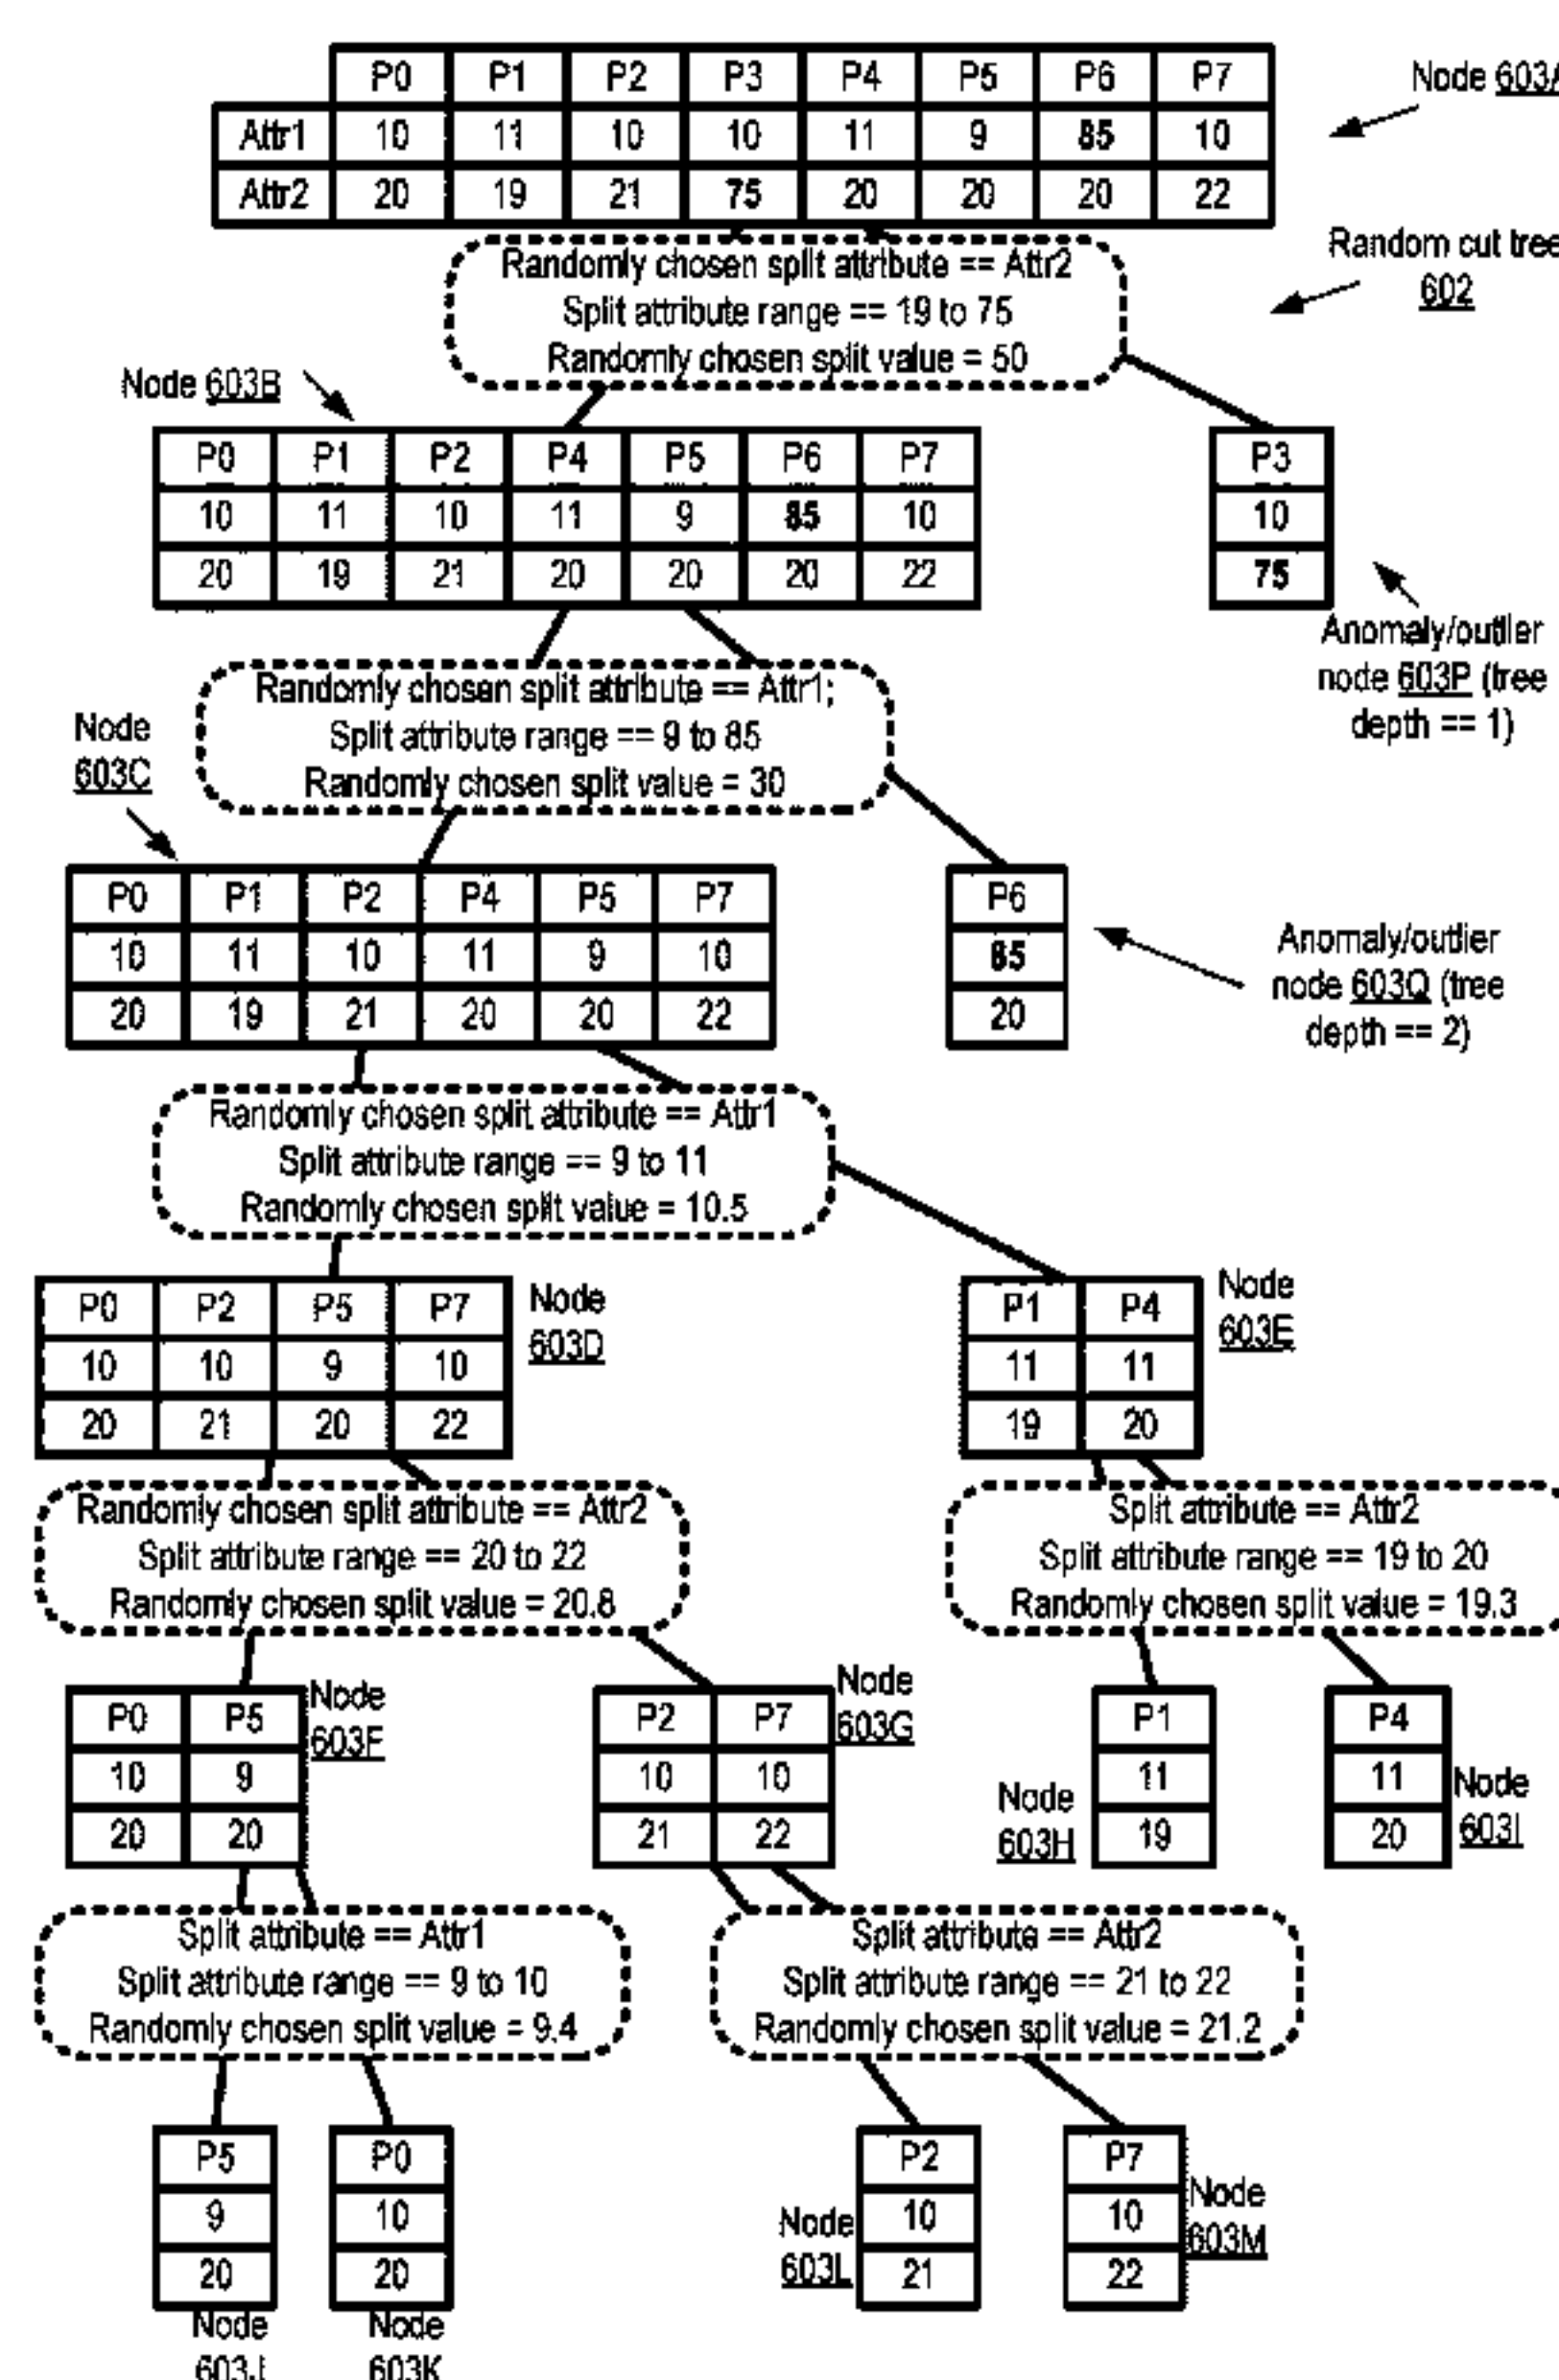 P0 P1 P2 P3 P4 P5 P6 P7
Node 603A
Attr1 10 11 10 10 11 9 85 10
Attr2 20 19 21 75 20 20 20 22
Randomly chosen split attribute == Attr2
Split attribute range == 19 to 75
Randomly chosen split value = 50
Random cut tree
602
Node 603B
P0 P1 P2 P4 P5 P6 P7
10 11 10 11 9 85 10
20 19 21 20 20 20 22
P3
10
75
Anomaly/outlier
node 603P (tree
depth == 1)
Randomly chosen split attribute == Attr1;
Split attribute range == 9 to 85
Randomly chosen split value = 30
Node
603C
P0 P1 P2 P4 P5 P7
10 11 10 11 9 10
20 19 21 20 20 22
P6
85
20
Anomaly/outlier
node 603Q (tree
depth == 2)
Randomly chosen split attribute == Attr1
Split attribute range == 9 to 11
Randomly chosen split value = 10.5
P0 P2 P5 P7
10 10 9 10
20 21 20 22
Node
603D
P1 P4
11 11
19 20
Node
603E
Randomly chosen split attribute == Attr2
Split attribute range == 20 to 22
Randomly chosen split value = 20.8
Split attribute == Attr2
Split attribute range == 19 to 20
Randomly chosen split value = 19.3
P0 P5
10 9
20 20
Node
603F
P2 P7
10 10
21 22
Node
603G
Node
603H
P1
11
19
P4
11
20
Node
603I
Split attribute == Attr1
Split attribute range == 9 to 10
Randomly chosen split value = 9.4
Split attribute == Attr2
Split attribute range == 21 to 22
Randomly chosen split value = 21.2
P5
9
20
Node
603J
P0
10
20
Node
603K
Node
603L
P2
10
21
P7
10
22
Node
603M